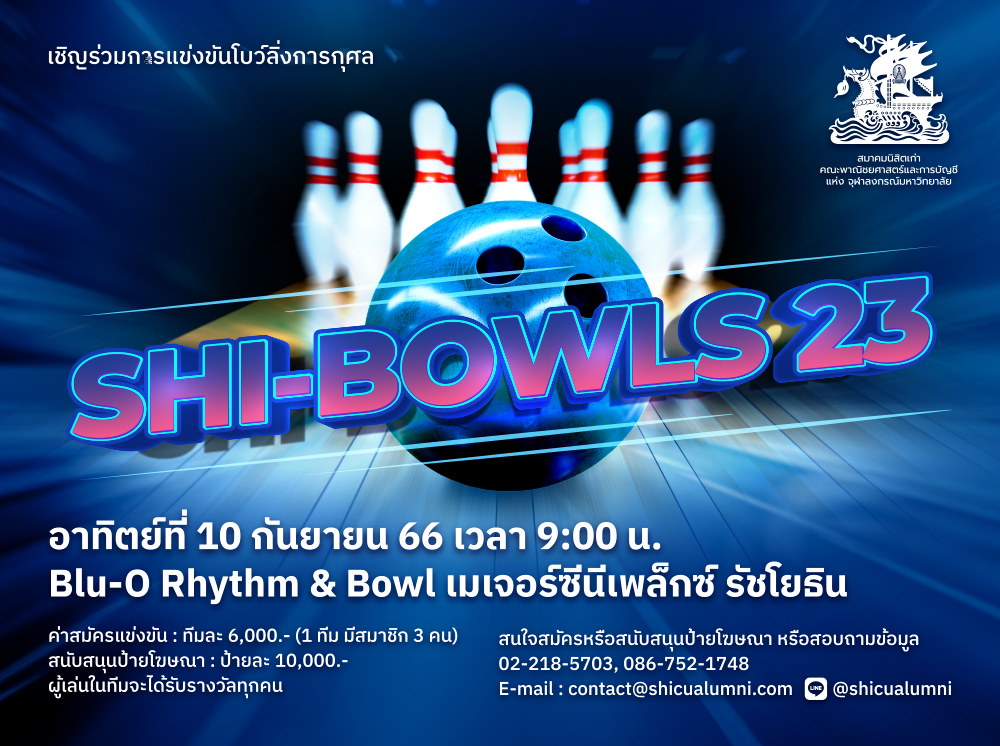 เชิญร่วมการแข่งขันโบว์ลิ่งการกุศล
สมาคมนิสิตเก่า
คณะพาณิชยศาสตร์และการบัญชี
แห่ง จุฬาลงกรณ์มหาวิทยาลัย
SHI-BOWLS 23
อาทิตย์ที่ 10 กันยายน 66 เวลา 9:00 น.
Blu-O Rhythm & Bowl เมเจอร์ซีนีเพล็กซ์ รัชโยธิน
ค่าสมัครแข่งขัน : ทีมละ 6,000.- (1 ทีม มีสมาชิก 3 คน)
สนับสนุนป้ายโฆษณา : ป้ายละ 10,000.-
ผู้เล่นในทีมจะได้รับรางวัลทุกคน
สนใจสมัครหรือสนับสนุนป้ายโฆษณา หรือสอบถามข้อมูล
02-218-5703, 086-752-1748
E-mail : contact@shicualumni.com LINE @shicualumni